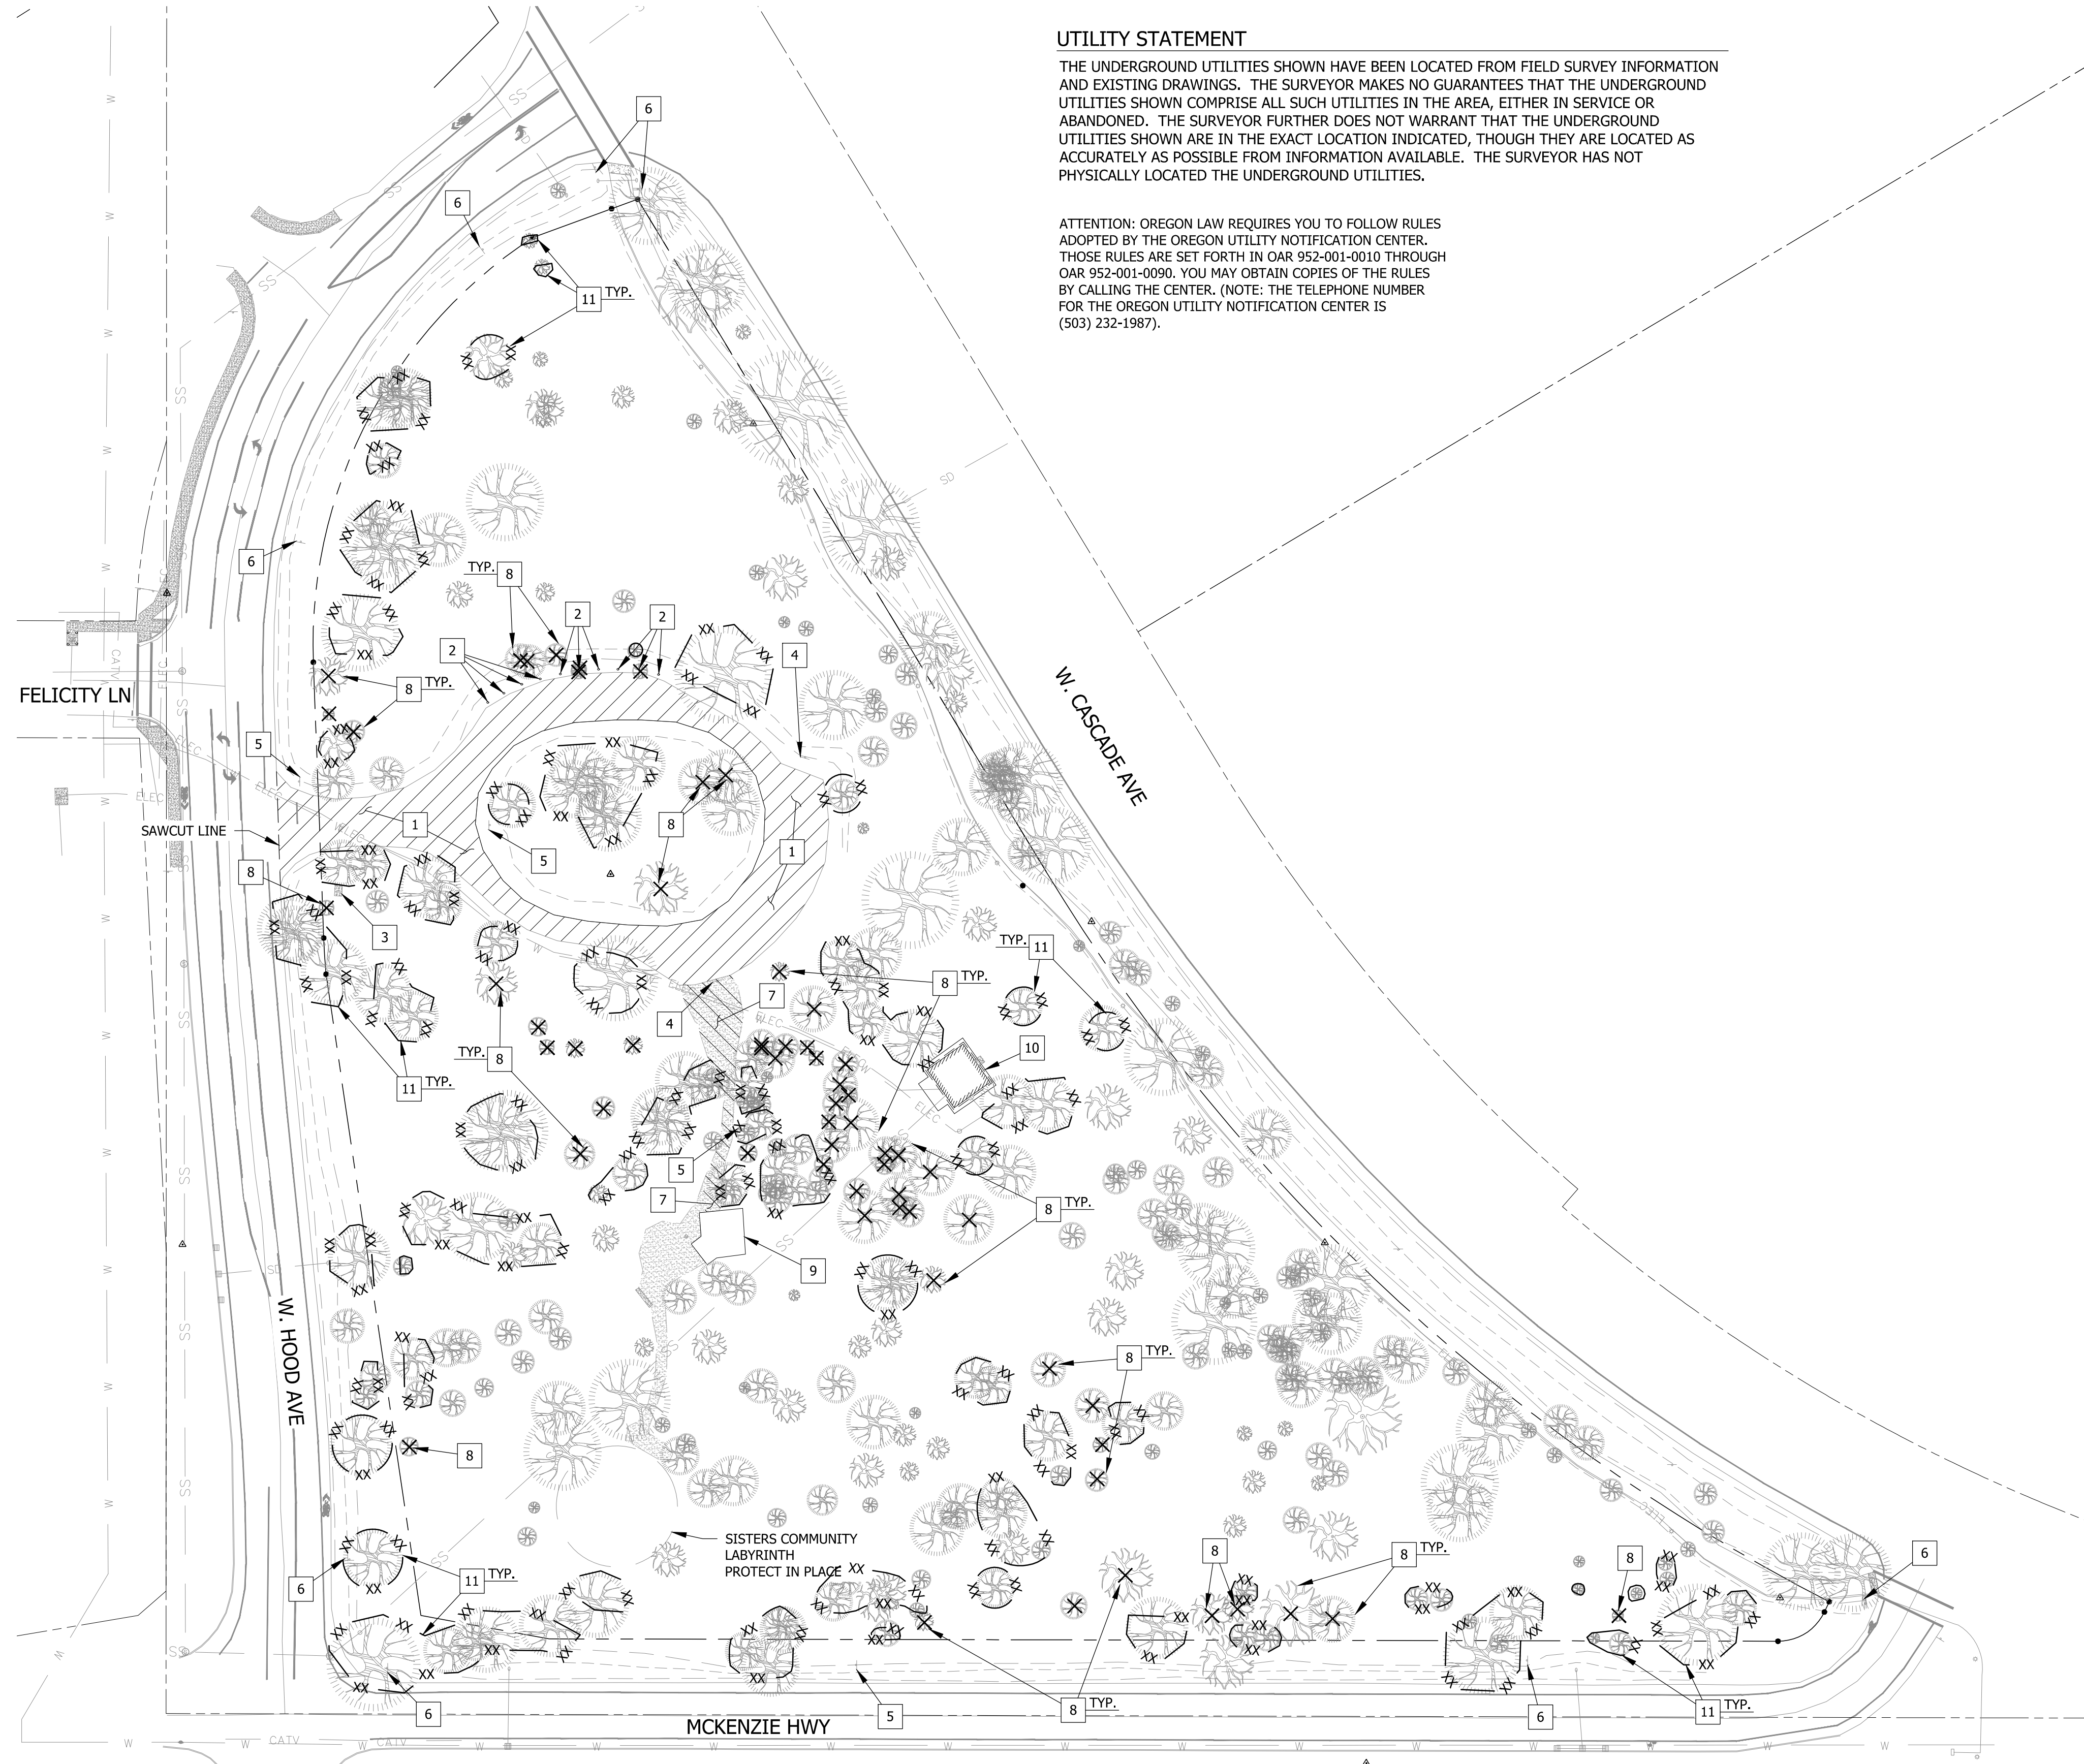 UTILITY STATEMENT
THE UNDERGROUND UTILITIES SHOWN HAVE BEEN LOCATED FROM FIELD SURVEY INFORMATION
AND EXISTING DRAWINGS. THE SURVEYOR MAKES NO GUARANTEES THAT THE UNDERGROUND
UTILITIES SHOWN COMPRISE ALL SUCH UTILITIES IN THE AREA, EITHER IN SERVICE OR
ABANDONED. THE SURVEYOR FURTHER DOES NOT WARRANT THAT THE UNDERGROUND
UTILITIES SHOWN ARE IN THE EXACT LOCATION INDICATED, THOUGH THEY ARE LOCATED AS
ACCURATELY AS POSSIBLE FROM INFORMATION AVAILABLE. THE SURVEYOR HAS NOT
PHYSICALLY LOCATED THE UNDERGROUND UTILITIES.
ATTENTION: OREGON LAW REQUIRES YOU TO FOLLOW RULES
ADOPTED BY THE OREGON UTILITY NOTIFICATION CENTER.
THOSE RULES ARE SET FORTH IN OAR 952-001-0010 THROUGH
OAR 952-001-0090. YOU MAY OBTAIN COPIES OF THE RULES
BY CALLING THE CENTER. (NOTE: THE TELEPHONE NUMBER
FOR THE OREGON UTILITY NOTIFICATION CENTER IS
(503) 232-1987).
6
6
11 TYP.
6
TYP. 8
2
2
2
4
8 TYP.
FELICITY LN
W. CASCADE AVE
5
SAWCUT LINE
1
8
1
5
8
3
TYP. 11
8 TYP.
7
4
10
TYP. 8
11 TYP.
5
7
8 TYP.
9
W. HOOD AVE
8 TYP.
8
SISTERS COMMUNITY
LABYRINTH
PROTECT IN PLACE
8
8 TYP.
8
6
6
11 TYP.
6
5
8 TYP.
6
11 TYP.
MCKENZIE HWY